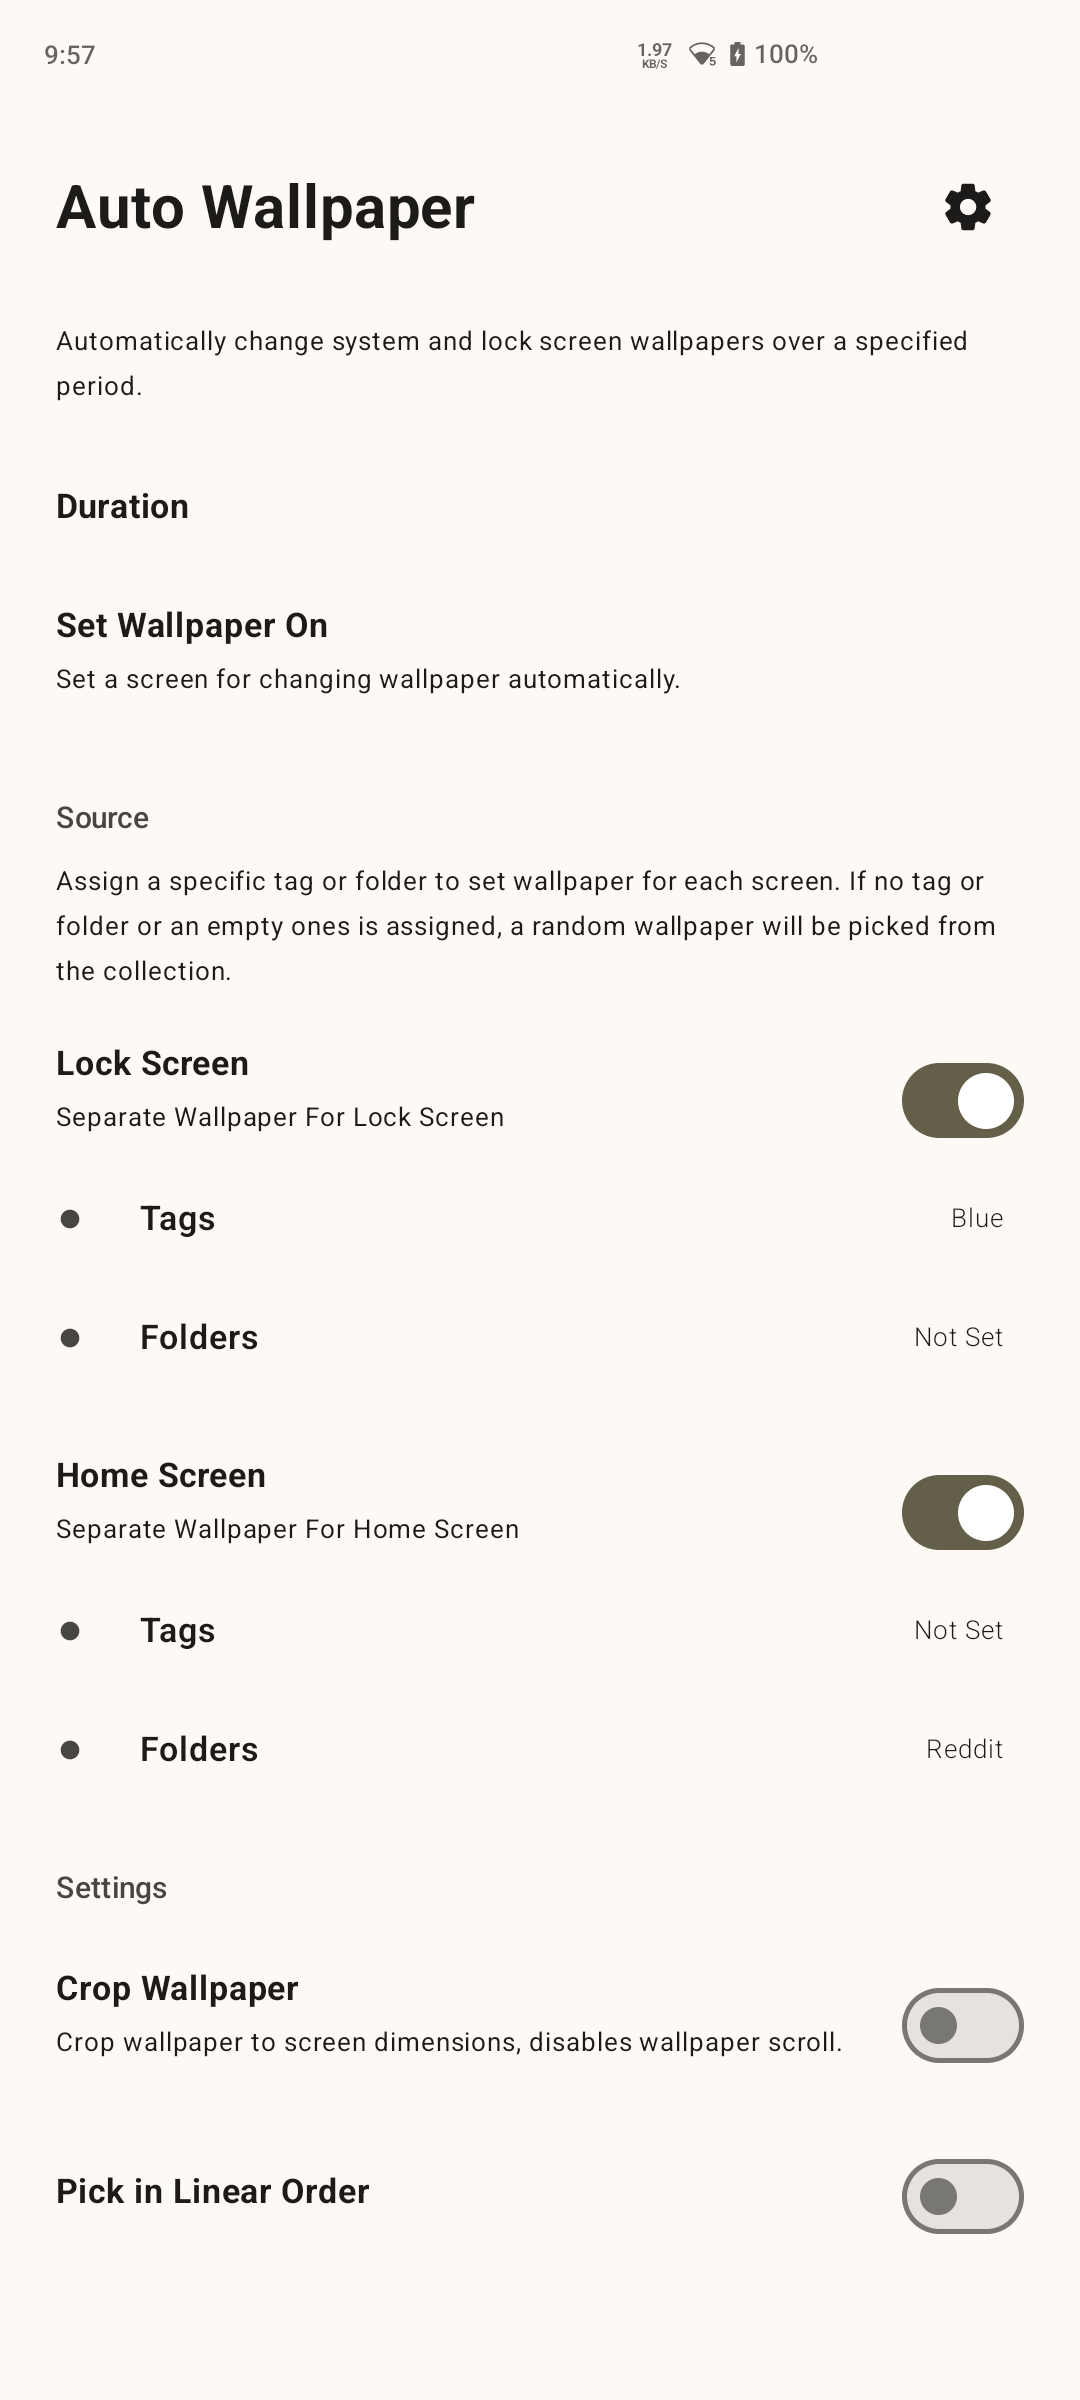 9:57
1.97
KB/S
5
100%
Auto Wallpaper
Automatically change system and lock screen wallpapers over a specified
period.
Duration
Set Wallpaper On
Set a screen for changing wallpaper automatically.
Source
Assign a specific tag or folder to set wallpaper for each screen. If no tag or
folder or an empty ones is assigned, a random wallpaper will be picked from
the collection.
Lock Screen
Separate Wallpaper For Lock Screen
Tags
Blue
Folders
Not Set
Home Screen
Separate Wallpaper For Home Screen
Tags
Not Set
Folders
Reddit
Settings
Crop Wallpaper
Crop wallpaper to screen dimensions, disables wallpaper scroll.
Pick in Linear Order